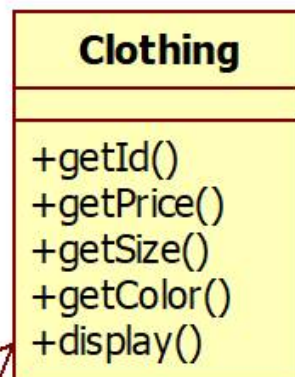 Clothing
+getId()
+getPrice()
+getSize()
+getColor()
+display()